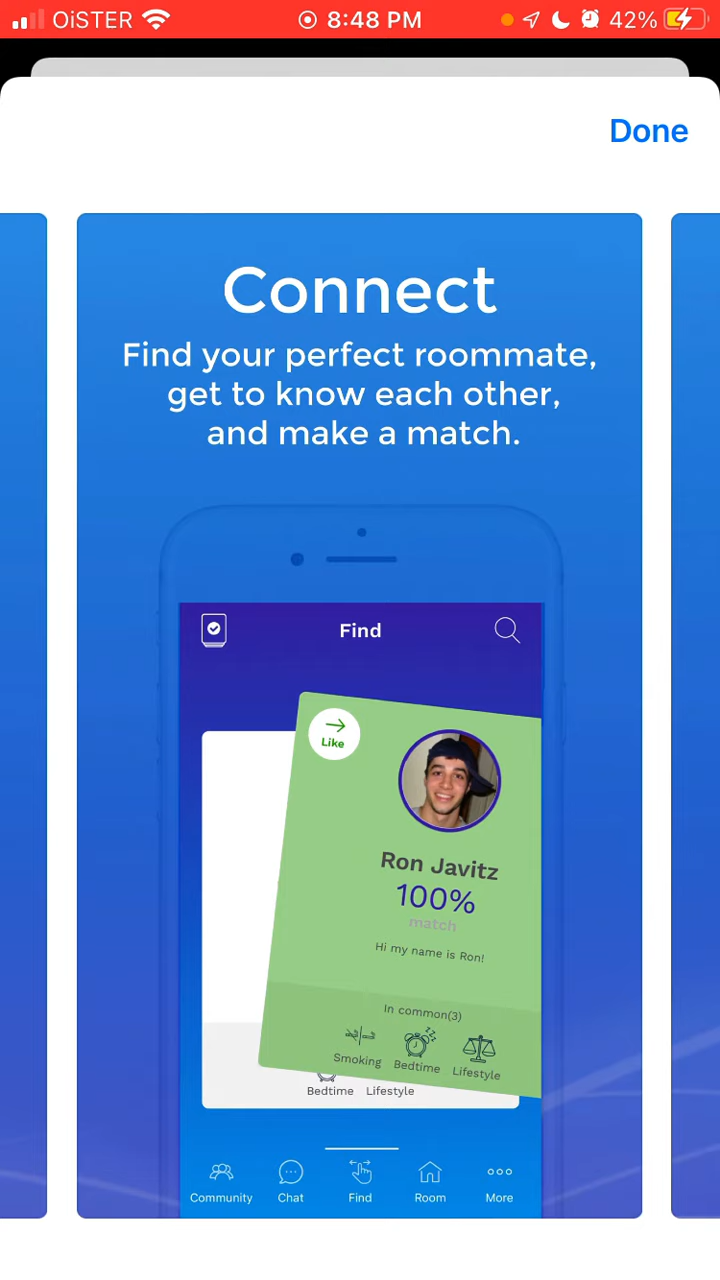 OiSTER 8:48 PM 42%
Done
Connect
Find your perfect roommate,
get to know each other,
and make a match.
Find
Like
Ron Javitz
100%
match
Hi my name is Ron!
In common(3)
Smoking Bedtime Lifestyle
Bedtime Lifestyle
Community Chat Find Room More